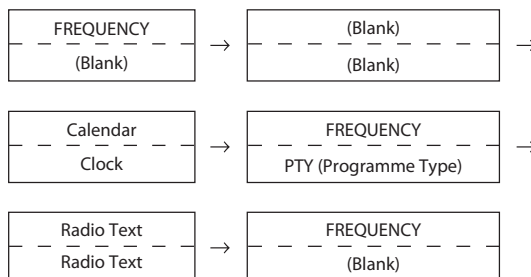 FREQUENCY → (Blank) →
(Blank) (Blank)
Calendar → FREQUENCY →
Clock PTY (Programme Type)
Radio Text → FREQUENCY
Radio Text (Blank)